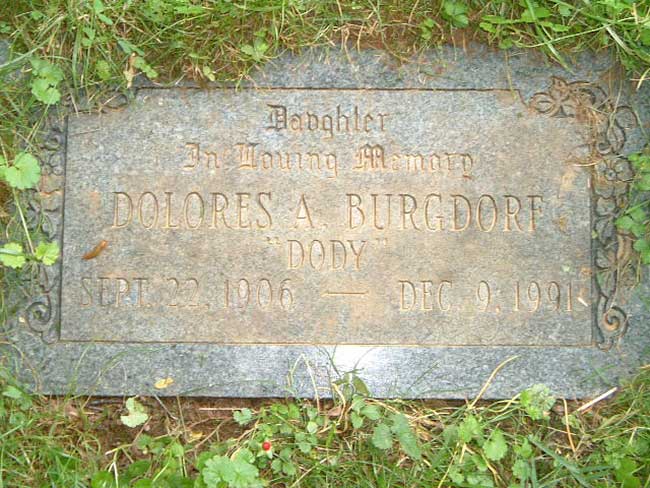 Daughter
In Loving Memory
DOLORES A. BURGDORF
"DODY"
SEPT. 22, 1906 — DEC. 9, 1991